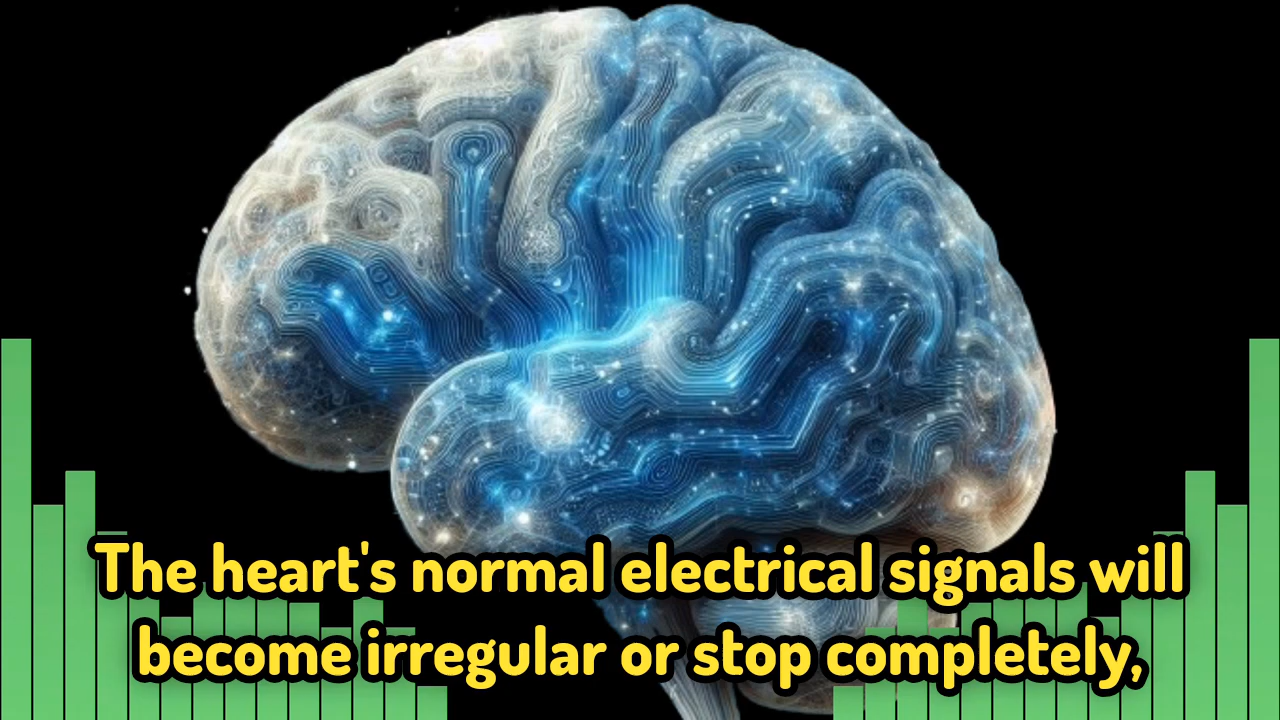 The heart's normal electrical signals will
become irregular or stop completely,